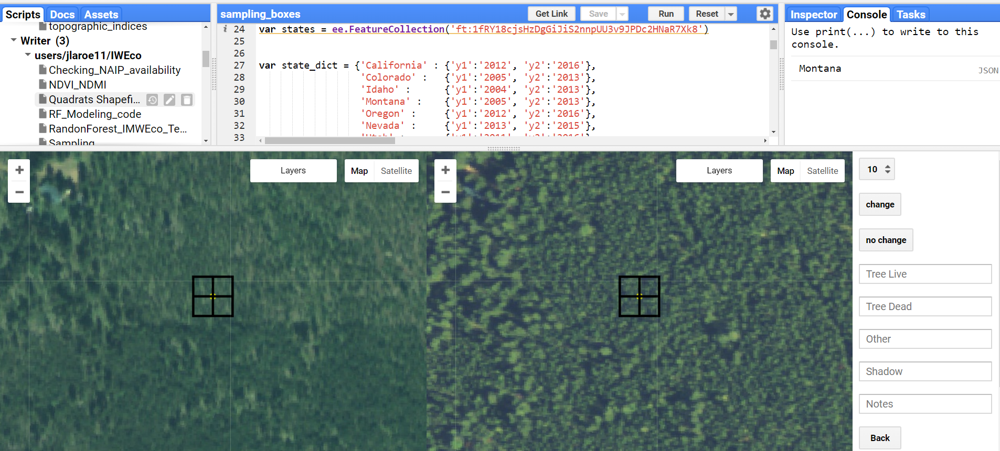 Scripts Docs Assets
topographic_indices
Writer (3)
users/jlaroe11/IWEco
Checking_NAIP_availability
NDVI_NDMI
Quadrats Shapefi...
RF_Modeling_code
RandonForest_IMWEco_Te...
Sampling
sampling_boxes Get Link Save Run Reset
i 24 var states = ee.FeatureCollection('ft:1fRY18cjsHzDgGiJiS2nnpUU3v9JPDc2HNaR7Xk8')
25
26
27 var state_dict = {'California' : {'y1':'2012', 'y2':'2016'},
28 'Colorado' : {'y1':'2005', 'y2':'2013'},
29 'Idaho' : {'y1':'2004', 'y2':'2013'},
30 'Montana' : {'y1':'2005', 'y2':'2013'},
31 'Oregon' : {'y1':'2012', 'y2':'2016'},
32 'Nevada' : {'y1':'2013', 'y2':'2015'},
33
Inspector Console Tasks
Use print(...) to write to this
console.
Montana JSON
+ − Layers Map Satellite
+ − Layers Map Satellite
10
change
no change
Tree Live
Tree Dead
Other
Shadow
Notes
Back